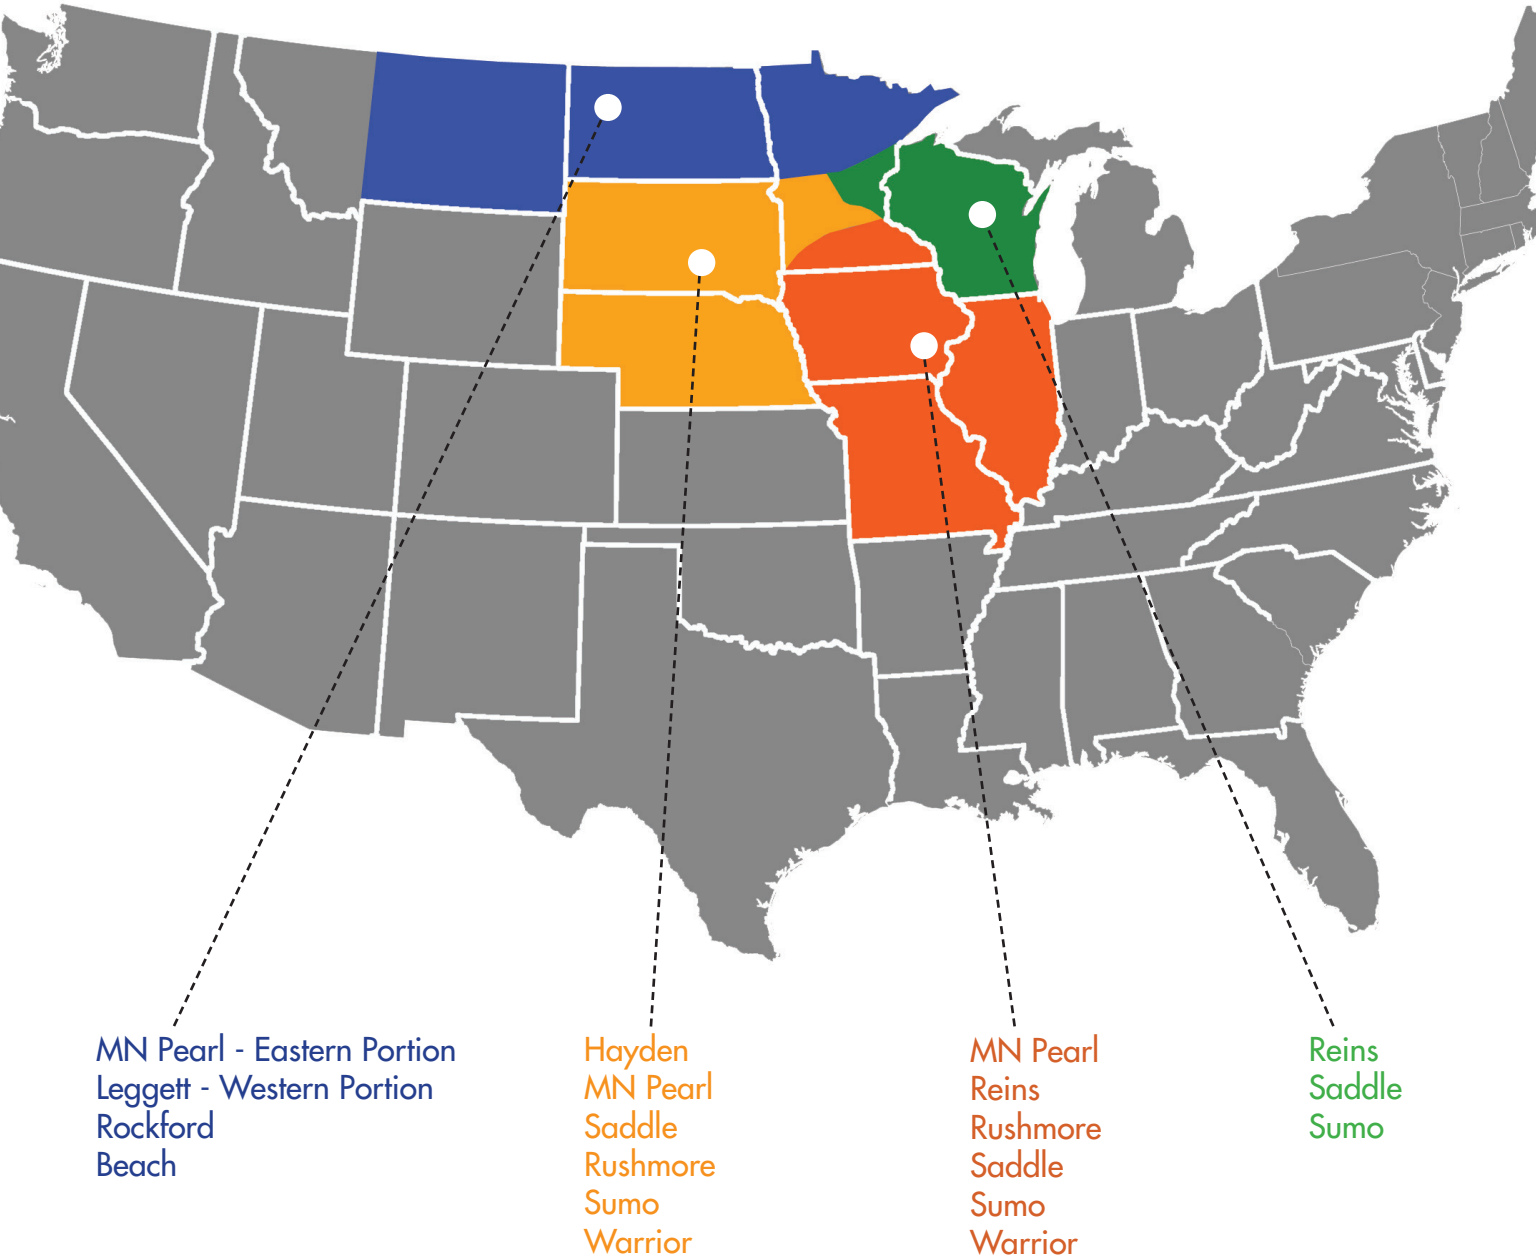 MN Pearl - Eastern Portion
Leggett - Western Portion
Rockford
Beach
Hayden
MN Pearl
Saddle
Rushmore
Sumo
Warrior
MN Pearl
Reins
Rushmore
Saddle
Sumo
Warrior
Reins
Saddle
Sumo